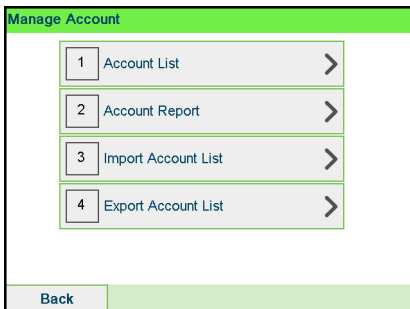 Manage Account
1 Account List
2 Account Report
3 Import Account List
4 Export Account List
Back